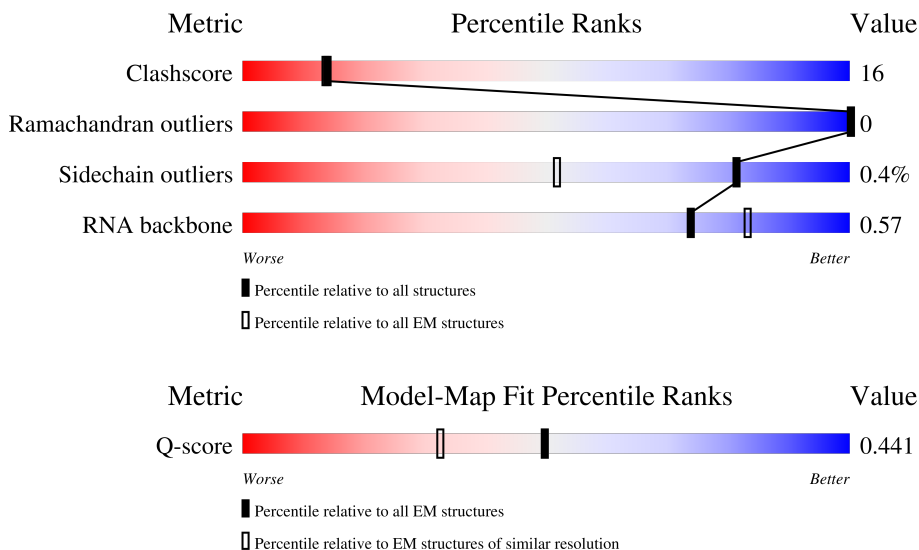 Metric Percentile Ranks Value
Clashscore 16
Ramachandran outliers 0
Sidechain outliers 0.4%
RNA backbone 0.57
Worse Better
Percentile relative to all structures
Percentile relative to all EM structures
Metric Model-Map Fit Percentile Ranks Value
Q-score 0.441
Worse Better
Percentile relative to all EM structures
Percentile relative to EM structures of similar resolution